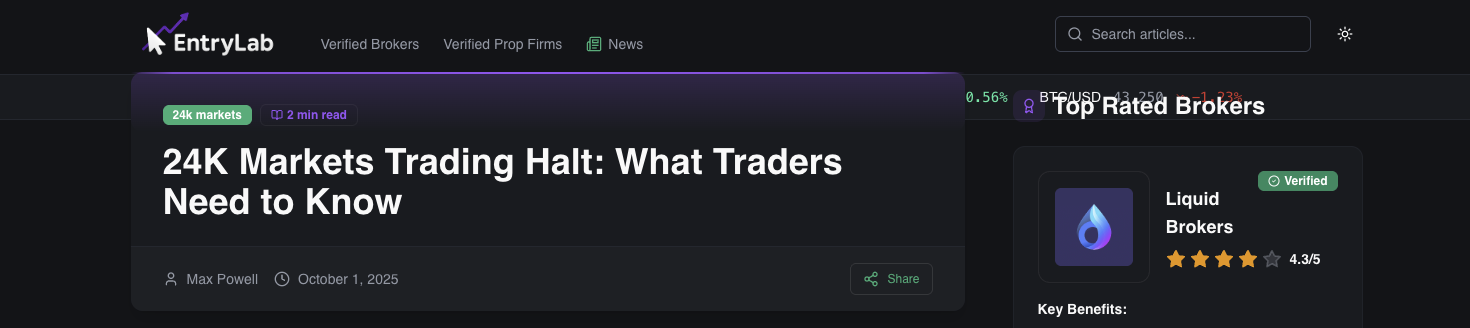 EntryLab
Verified Brokers
Verified Prop Firms
News
Search articles...
0.56%
BTC/USD 43,250 -1.23%
24k markets
2 min read
24K Markets Trading Halt: What Traders
Need to Know
Max Powell
October 1, 2025
Share
Top Rated Brokers
Verified
Liquid
Brokers
4.3/5
Key Benefits: